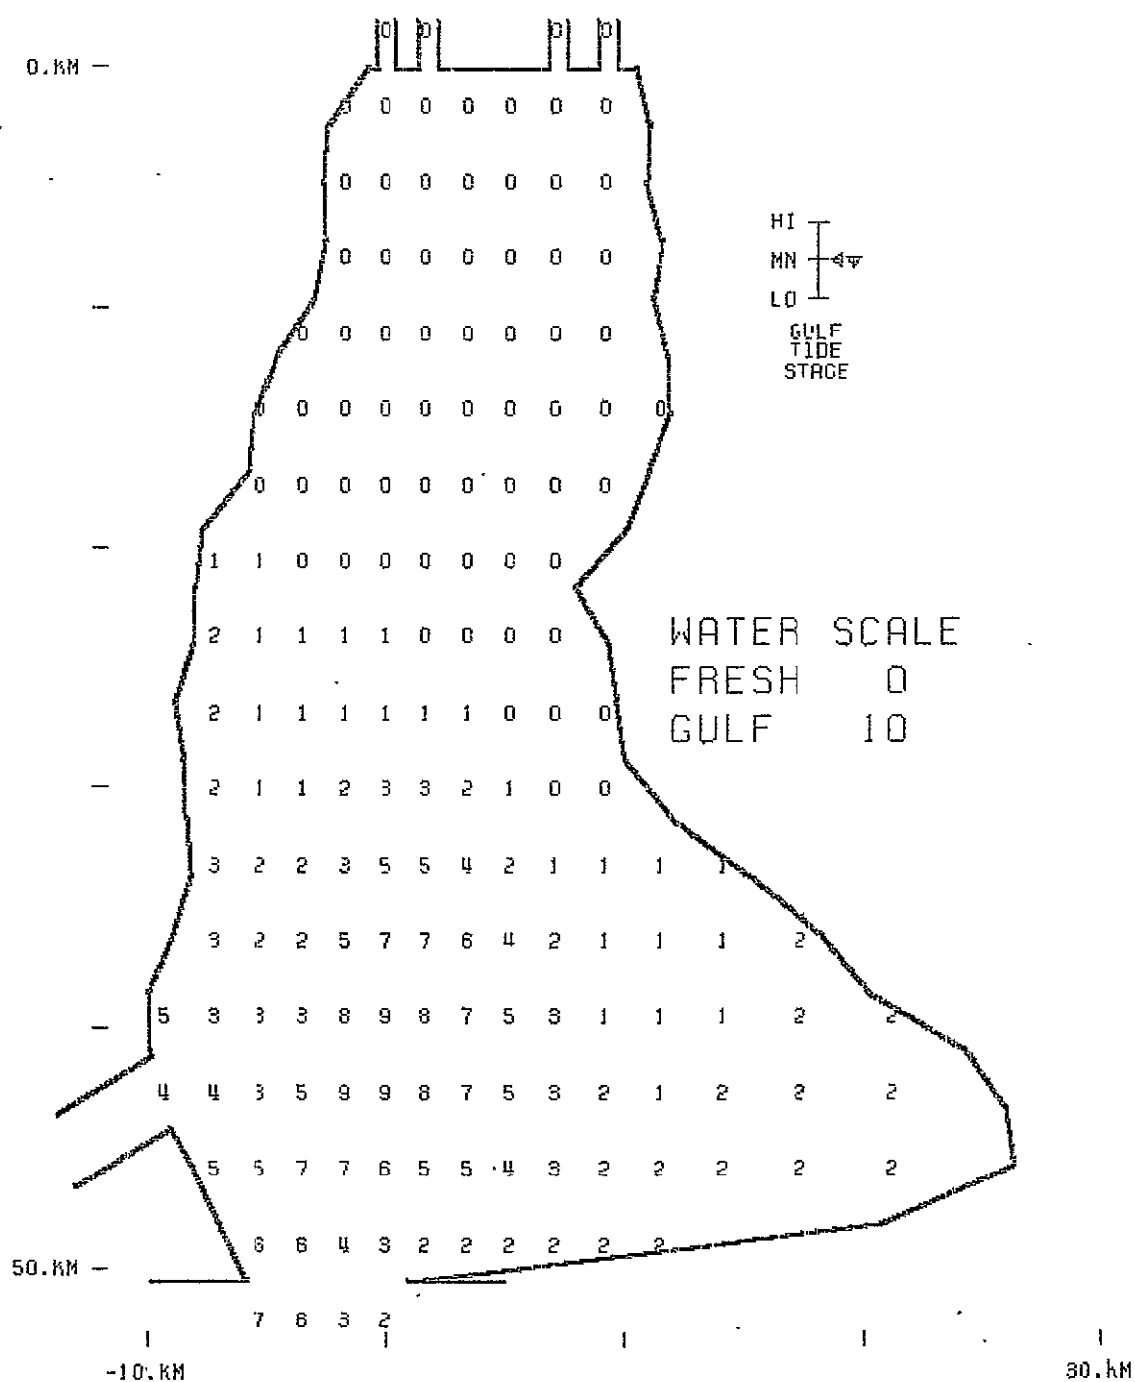 0 0 0 0
0.KM
0 0 0 0 0 0 0
0 0 0 0 0 0 0
HI
MN
0 0 0 0 0 0 0
LO
GULF
TIDE
STAGE
0 0 0 0 0 0 0 0
0 0 0 0 0 0 0 0 0 0
0 0 0 0 0 0 0 0 0
1 1 0 0 0 0 0 0 0
2 1 1 1 1 0 0 0 0
WATER SCALE
FRESH 0
GULF 10
2 1 1 1 1 1 1 0 0 0
2 1 1 2 3 3 2 1 0 0
3 2 2 3 5 5 4 2 1 1 1 1
3 2 2 5 7 7 6 4 2 1 1 1 2
5 3 3 3 8 9 8 7 5 3 1 1 1 2 2
4 4 3 5 9 9 8 7 5 3 2 1 2 2 2
5 5 7 7 6 5 5 4 3 2 2 2 2 2
6 6 4 3 2 2 2 2 2 2
50.KM
7 6 3 2
-10.KM 30.KM